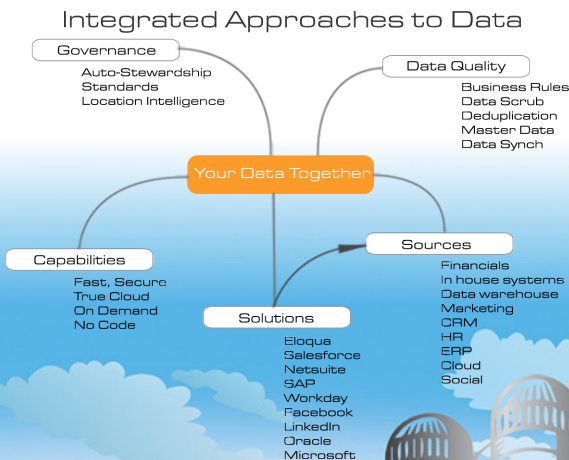 Integrated Approaches to Data
Governance
Auto-Stewardship
Standards
Location Intelligence
Data Quality
Business Rules
Data Scrub
Deduplication
Master Data
Data Synch
Your Data Together
Capabilities
Fast, Secure
True Cloud
On Demand
No Code
Solutions
Eloqua
Salesforce
Netsuite
SAP
Workday
Facebook
LinkedIn
Oracle
Microsoft
Sources
Financials
In house systems
Data warehouse
Marketing
CRM
HR
ERP
Cloud
Social